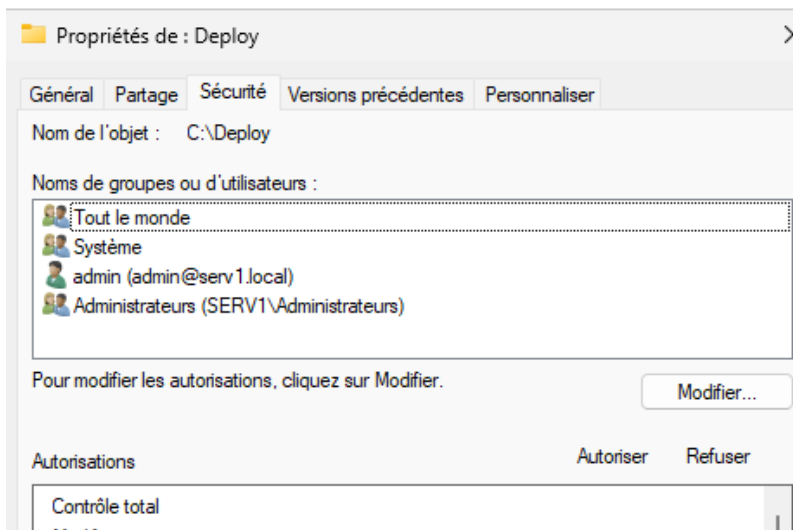 Propriétés de : Deploy
Général Partage Sécurité Versions précédentes Personnaliser
Nom de l'objet : C:\Deploy
Noms de groupes ou d'utilisateurs :
Tout le monde
Système
admin (admin@serv1.local)
Administrateurs (SERV1\Administrateurs)
Pour modifier les autorisations, cliquez sur Modifier.
Modifier...
Autorisations Autoriser Refuser
Contrôle total